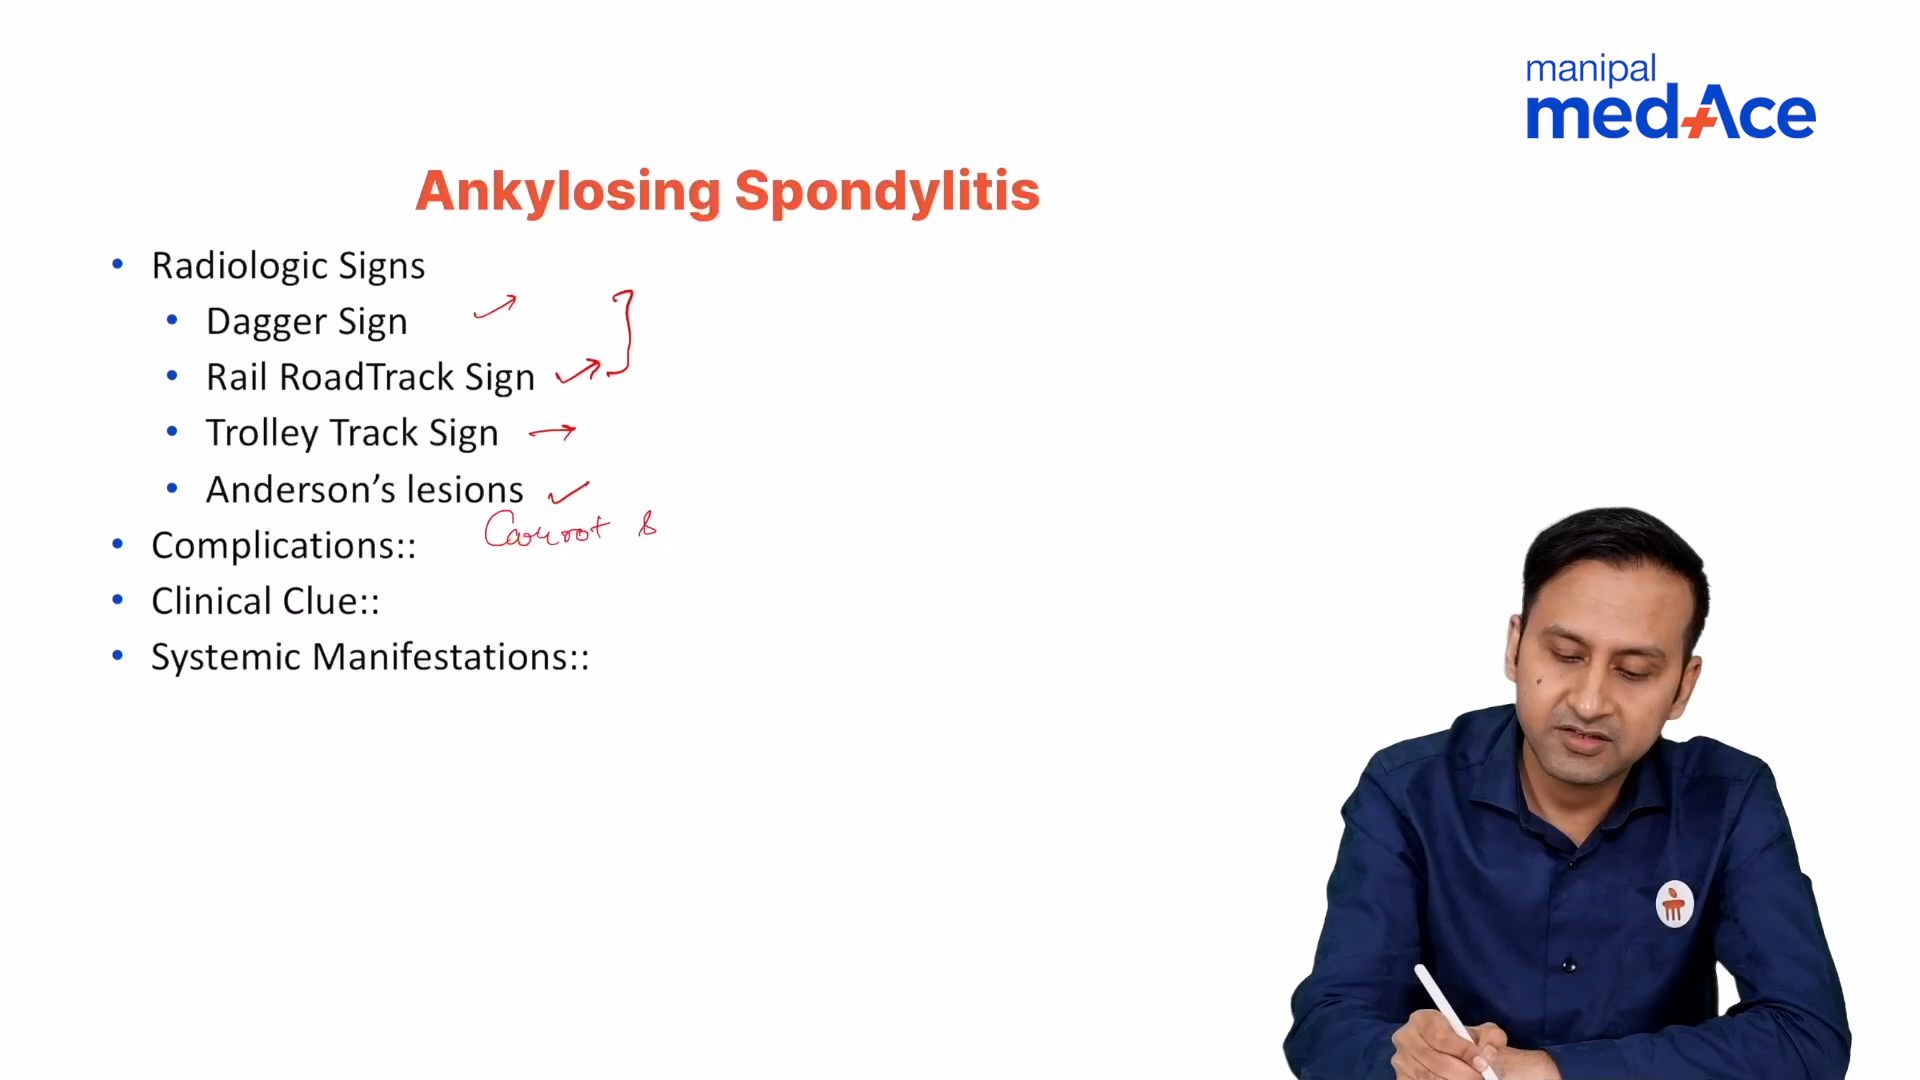 manipal
medAce
Ankylosing Spondylitis
• Radiologic Signs
• Dagger Sign
• Rail RoadTrack Sign
• Trolley Track Sign
• Anderson’s lesions
Carrot S
• Complications::
• Clinical Clue::
• Systemic Manifestations::